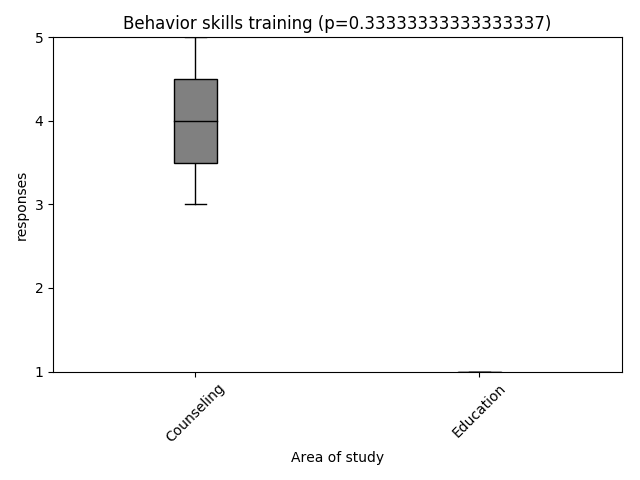 Behavior skills training (p=0.33333333333333337)
5
4
3
2
1
responses
Counseling
Education
Area of study